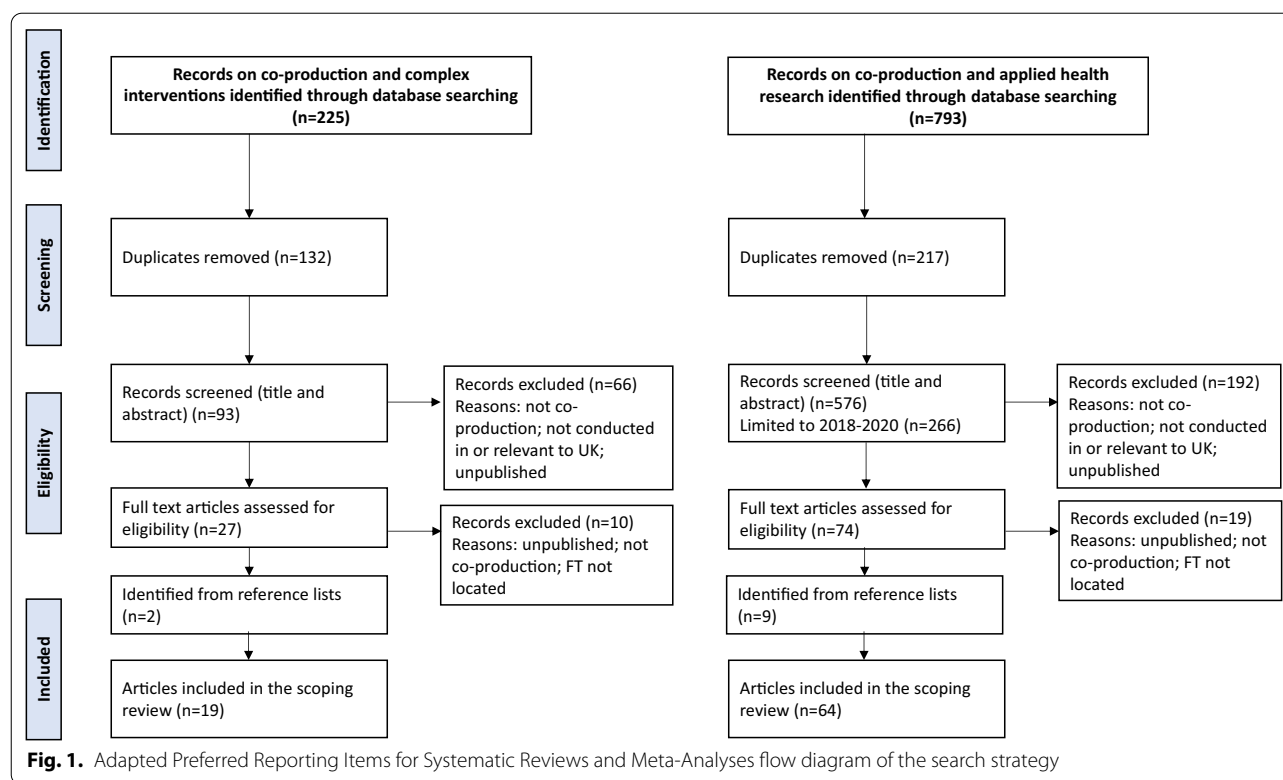 Identification
Records on co-production and complex
interventions identified through database searching
(n=225)
Records on co-production and applied health
research identified through database searching
(n=793)
Screening
Duplicates removed (n=132)
Duplicates removed (n=217)
Eligibility
Records screened (title and
abstract) (n=93)
Records excluded (n=66)
Reasons: not co-
production; not conducted
in or relevant to UK;
unpublished
Records screened (title and
abstract) (n=576)
Limited to 2018-2020 (n=266)
Records excluded (n=192)
Reasons: not co-
production; not conducted
in or relevant to UK;
unpublished
Full text articles assessed for
eligibility (n=27)
Records excluded (n=10)
Reasons: unpublished; not
co-production; FT not
located
Full text articles assessed for
eligibility (n=74)
Records excluded (n=19)
Reasons: unpublished; not
co-production; FT not
located
Included
Identified from reference lists
(n=2)
Identified from reference lists
(n=9)
Articles included in the scoping
review (n=19)
Articles included in the scoping
review (n=64)
Fig. 1. Adapted Preferred Reporting Items for Systematic Reviews and Meta-Analyses flow diagram of the search strategy